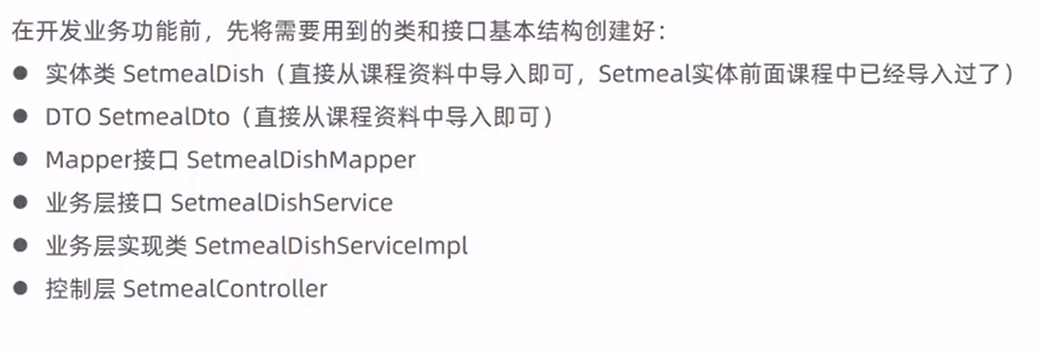 在开发业务功能前，先将需要用到的类和接口基本结构创建好：
● 实体类 SetmealDish（直接从课程资料中导入即可，Setmeal实体前面课程中已经导入过了）
● DTO SetmealDto（直接从课程资料中导入即可）
● Mapper接口 SetmealDishMapper
● 业务层接口 SetmealDishService
● 业务层实现类 SetmealDishServiceImpl
● 控制层 SetmealController